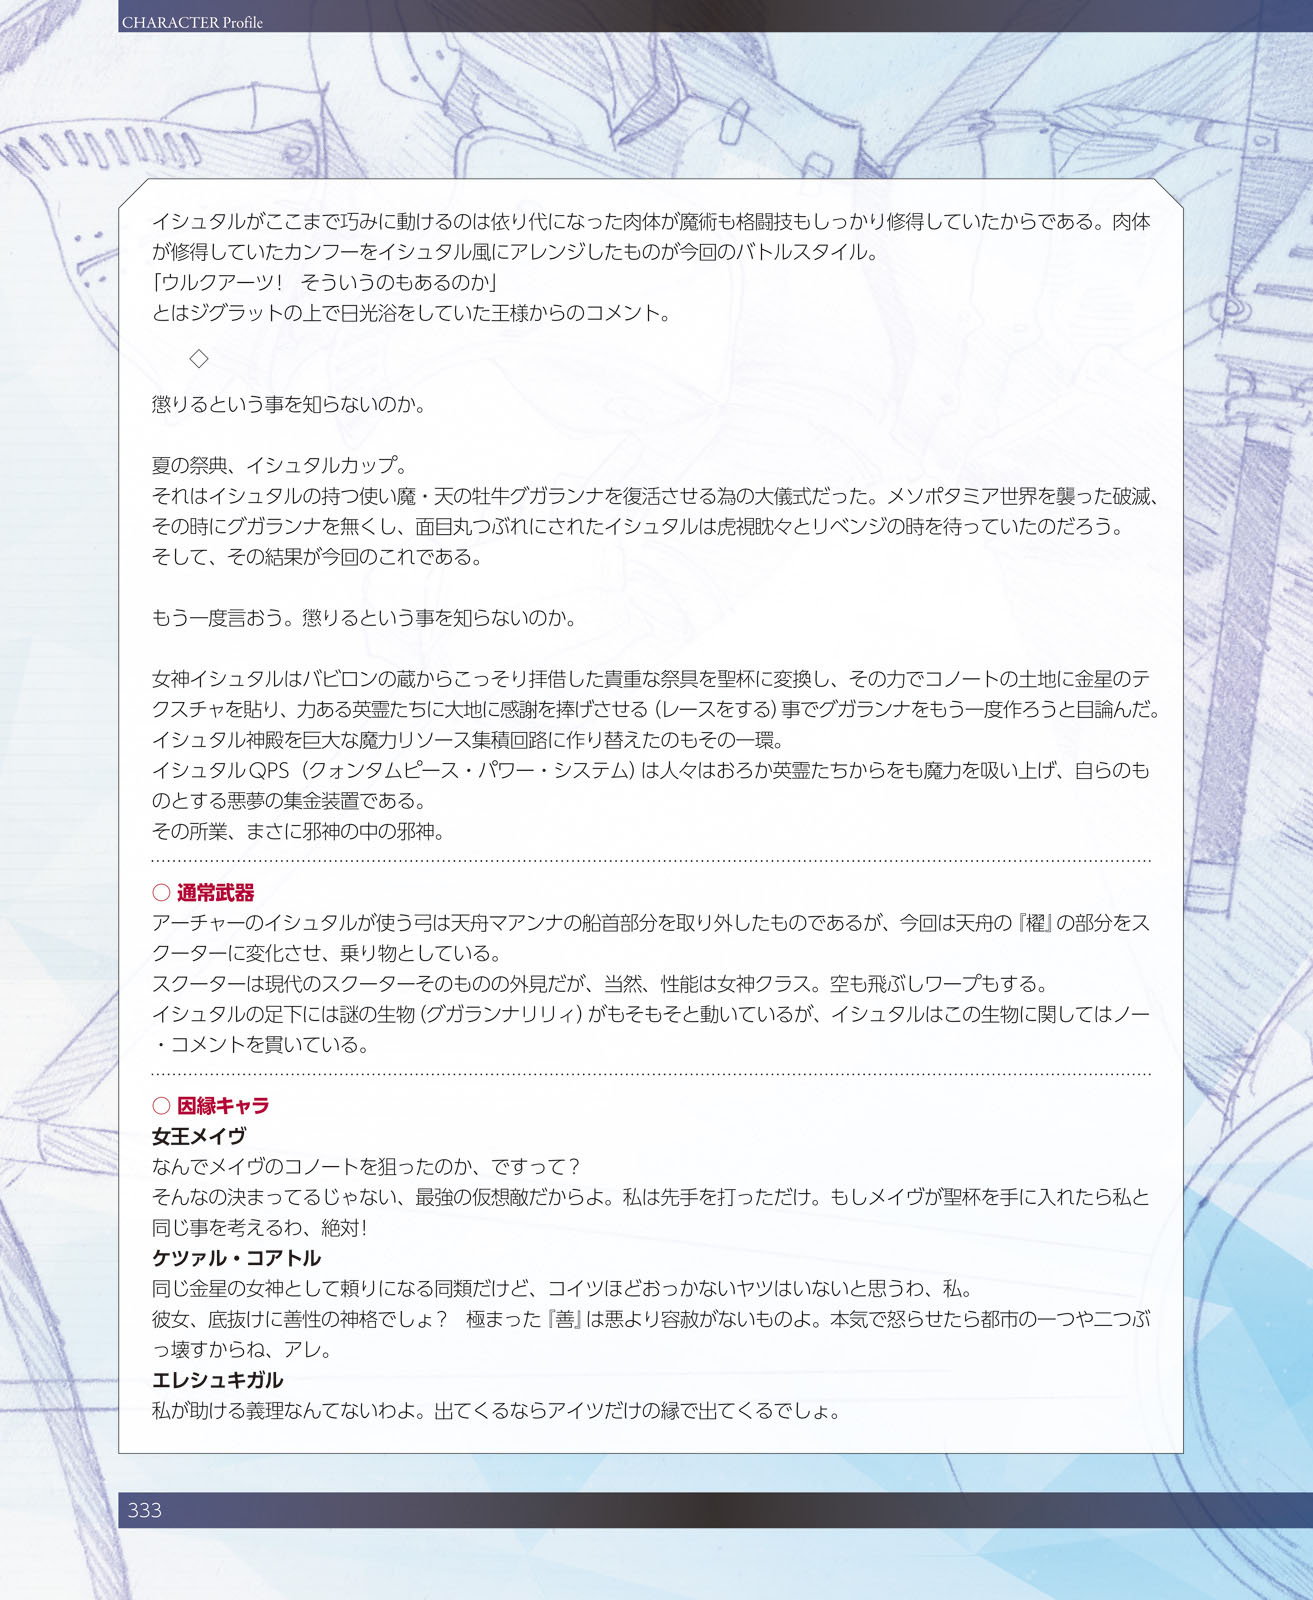 CHARACTER Profile
イシュタルがここまで巧みに動けるのは依り代になった肉体が魔術も格闘技もしっかり修得していたからである。肉体
が修得していたカンフーをイシュタル風にアレンジしたものが今回のバトルスタイル。
「ウルクアーツ!　そういうのもあるのか」
とはジグラットの上で日光浴をしていた王様からのコメント。
◇
懲りるという事を知らないのか。
夏の祭典、イシュタルカップ。
それはイシュタルの持つ使い魔・天の牡牛グガランナを復活させる為の大儀式だった。メソポタミア世界を襲った破滅、
その時にグガランナを無くし、面目丸つぶれにされたイシュタルは虎視眈々とリベンジの時を待っていたのだろう。
そして、その結果が今回のこれである。
もう一度言おう。懲りるという事を知らないのか。
女神イシュタルはバビロンの蔵からこっそり拝借した貴重な祭具を聖杯に変換し、その力でコノートの土地に金星のテ
クスチャを貼り、力ある英霊たちに大地に感謝を捧げさせる（レースをする）事でグガランナをもう一度作ろうと目論んだ。
イシュタル神殿を巨大な魔力リソース集積回路に作り替えたのもその一環。
イシュタルQPS（クォンタムピース・パワー・システム）は人々はおろか英霊たちからをも魔力を吸い上げ、自らのも
のとする悪夢の集金装置である。
その所業、まさに邪神の中の邪神。
○ 通常武器
アーチャーのイシュタルが使う弓は天舟マアンナの船首部分を取り外したものであるが、今回は天舟の『櫂』の部分をス
クーターに変化させ、乗り物としている。
スクーターは現代のスクーターそのものの外見だが、当然、性能は女神クラス。空も飛ぶしワープもする。
イシュタルの足下には謎の生物（グガランナリリィ）がもそもそと動いているが、イシュタルはこの生物に関してはノー
・コメントを貫いている。
○ 因縁キャラ
女王メイヴ
なんでメイヴのコノートを狙ったのか、ですって？
そんなの決まってるじゃない、最強の仮想敵だからよ。私は先手を打っただけ。もしメイヴが聖杯を手に入れたら私と
同じ事を考えるわ、絶対!
ケツァル・コアトル
同じ金星の女神として頼りになる同類だけど、コイツほどおっかないヤツはいないと思うわ、私。
彼女、底抜けに善性の神格でしょ？　極まった『善』は悪より容赦がないものよ。本気で怒らせたら都市の一つや二つぶ
っ壊すからね、アレ。
エレシュキガル
私が助ける義理なんてないわよ。出てくるならアイツだけの縁で出てくるでしょ。
333